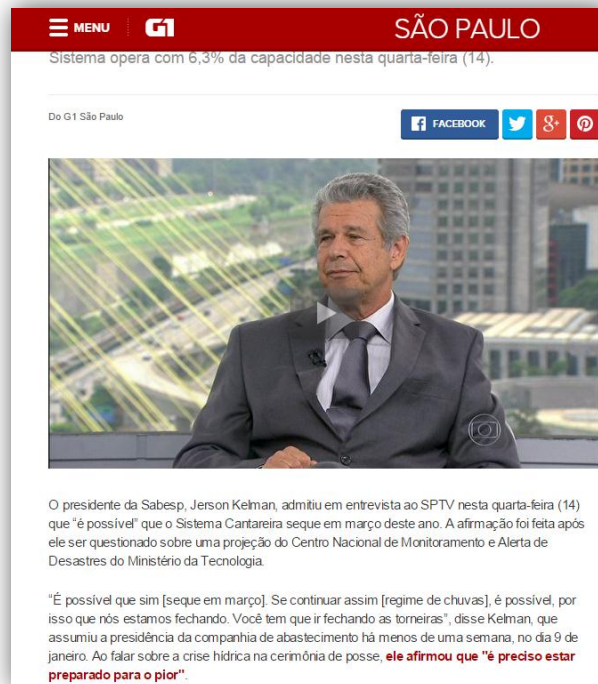 MENU G1 SÃO PAULO
Sistema opera com 6,3% da capacidade nesta quarta-feira (14).
Do G1 São Paulo
FACEBOOK
O presidente da Sabesp, Jerson Kelman, admitiu em entrevista ao SPTV nesta quarta-feira (14)
que "é possível" que o Sistema Cantareira seque em março deste ano. A afirmação foi feita após
ele ser questionado sobre uma projeção do Centro Nacional de Monitoramento e Alerta de
Desastres do Ministério da Tecnologia.
"É possível que sim [seque em março]. Se continuar assim [regime de chuvas], é possível, por
isso que nós estamos fechando. Você tem que ir fechando as torneiras", disse Kelman, que
assumiu a presidência da companhia de abastecimento há menos de uma semana, no dia 9 de
janeiro. Ao falar sobre a crise hídrica na cerimônia de posse, ele afirmou que "é preciso estar
preparado para o pior".